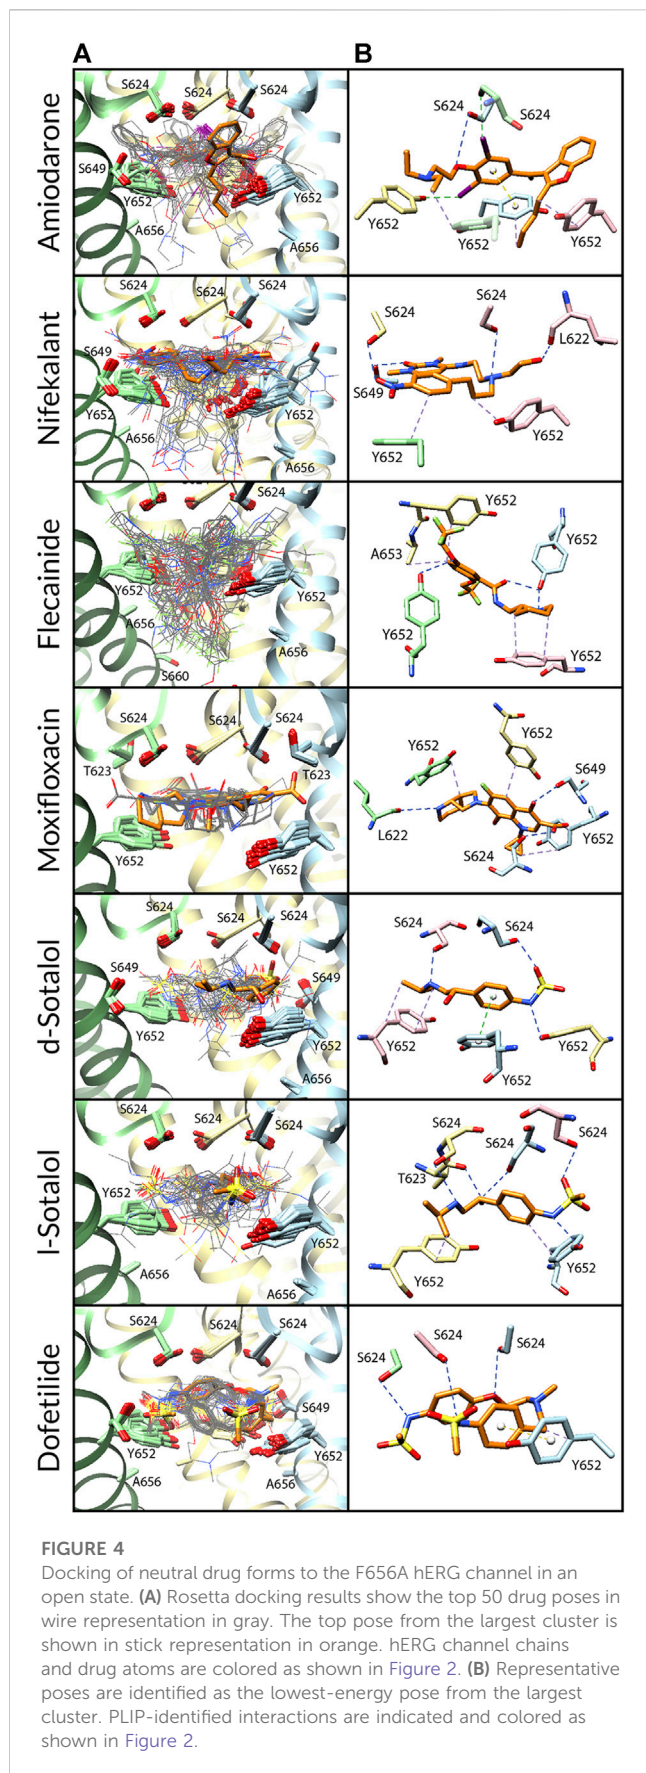 A
B
Amiodarone
S624
S624
S624
S649
Y652
Y652
A656
A656
S624
S624
Y652
Y652
Y652
Nifekalant
S624
S624
S624
S649
Y652
Y652
A656
A656
S624
S624
L622
S649
Y652
Y652
Flecainide
S624
Y652
Y652
A656
A656
S660
Y652
Y652
A653
Y652
Y652
Moxifloxacin
S624
S624
S624
T623
T623
Y652
Y652
Y652
Y652
S649
L622
Y652
S624
d-Sotalol
S624
S624
S624
S649
S649
Y652
Y652
A656
S624
S624
Y652
Y652
Y652
l-Sotalol
S624
S624
S624
Y652
Y652
A656
A656
S624
S624
S624
T623
Y652
Y652
Dofetilide
S624
S624
S624
S649
Y652
Y652
A656
A656
S624
S624
S624
Y652
FIGURE 4
Docking of neutral drug forms to the F656A hERG channel in an
open state. (A) Rosetta docking results show the top 50 drug poses in
wire representation in gray. The top pose from the largest cluster is
shown in stick representation in orange. hERG channel chains
and drug atoms are colored as shown in Figure 2. (B) Representative
poses are identified as the lowest-energy pose from the largest
cluster. PLIP-identified interactions are indicated and colored as
shown in Figure 2.